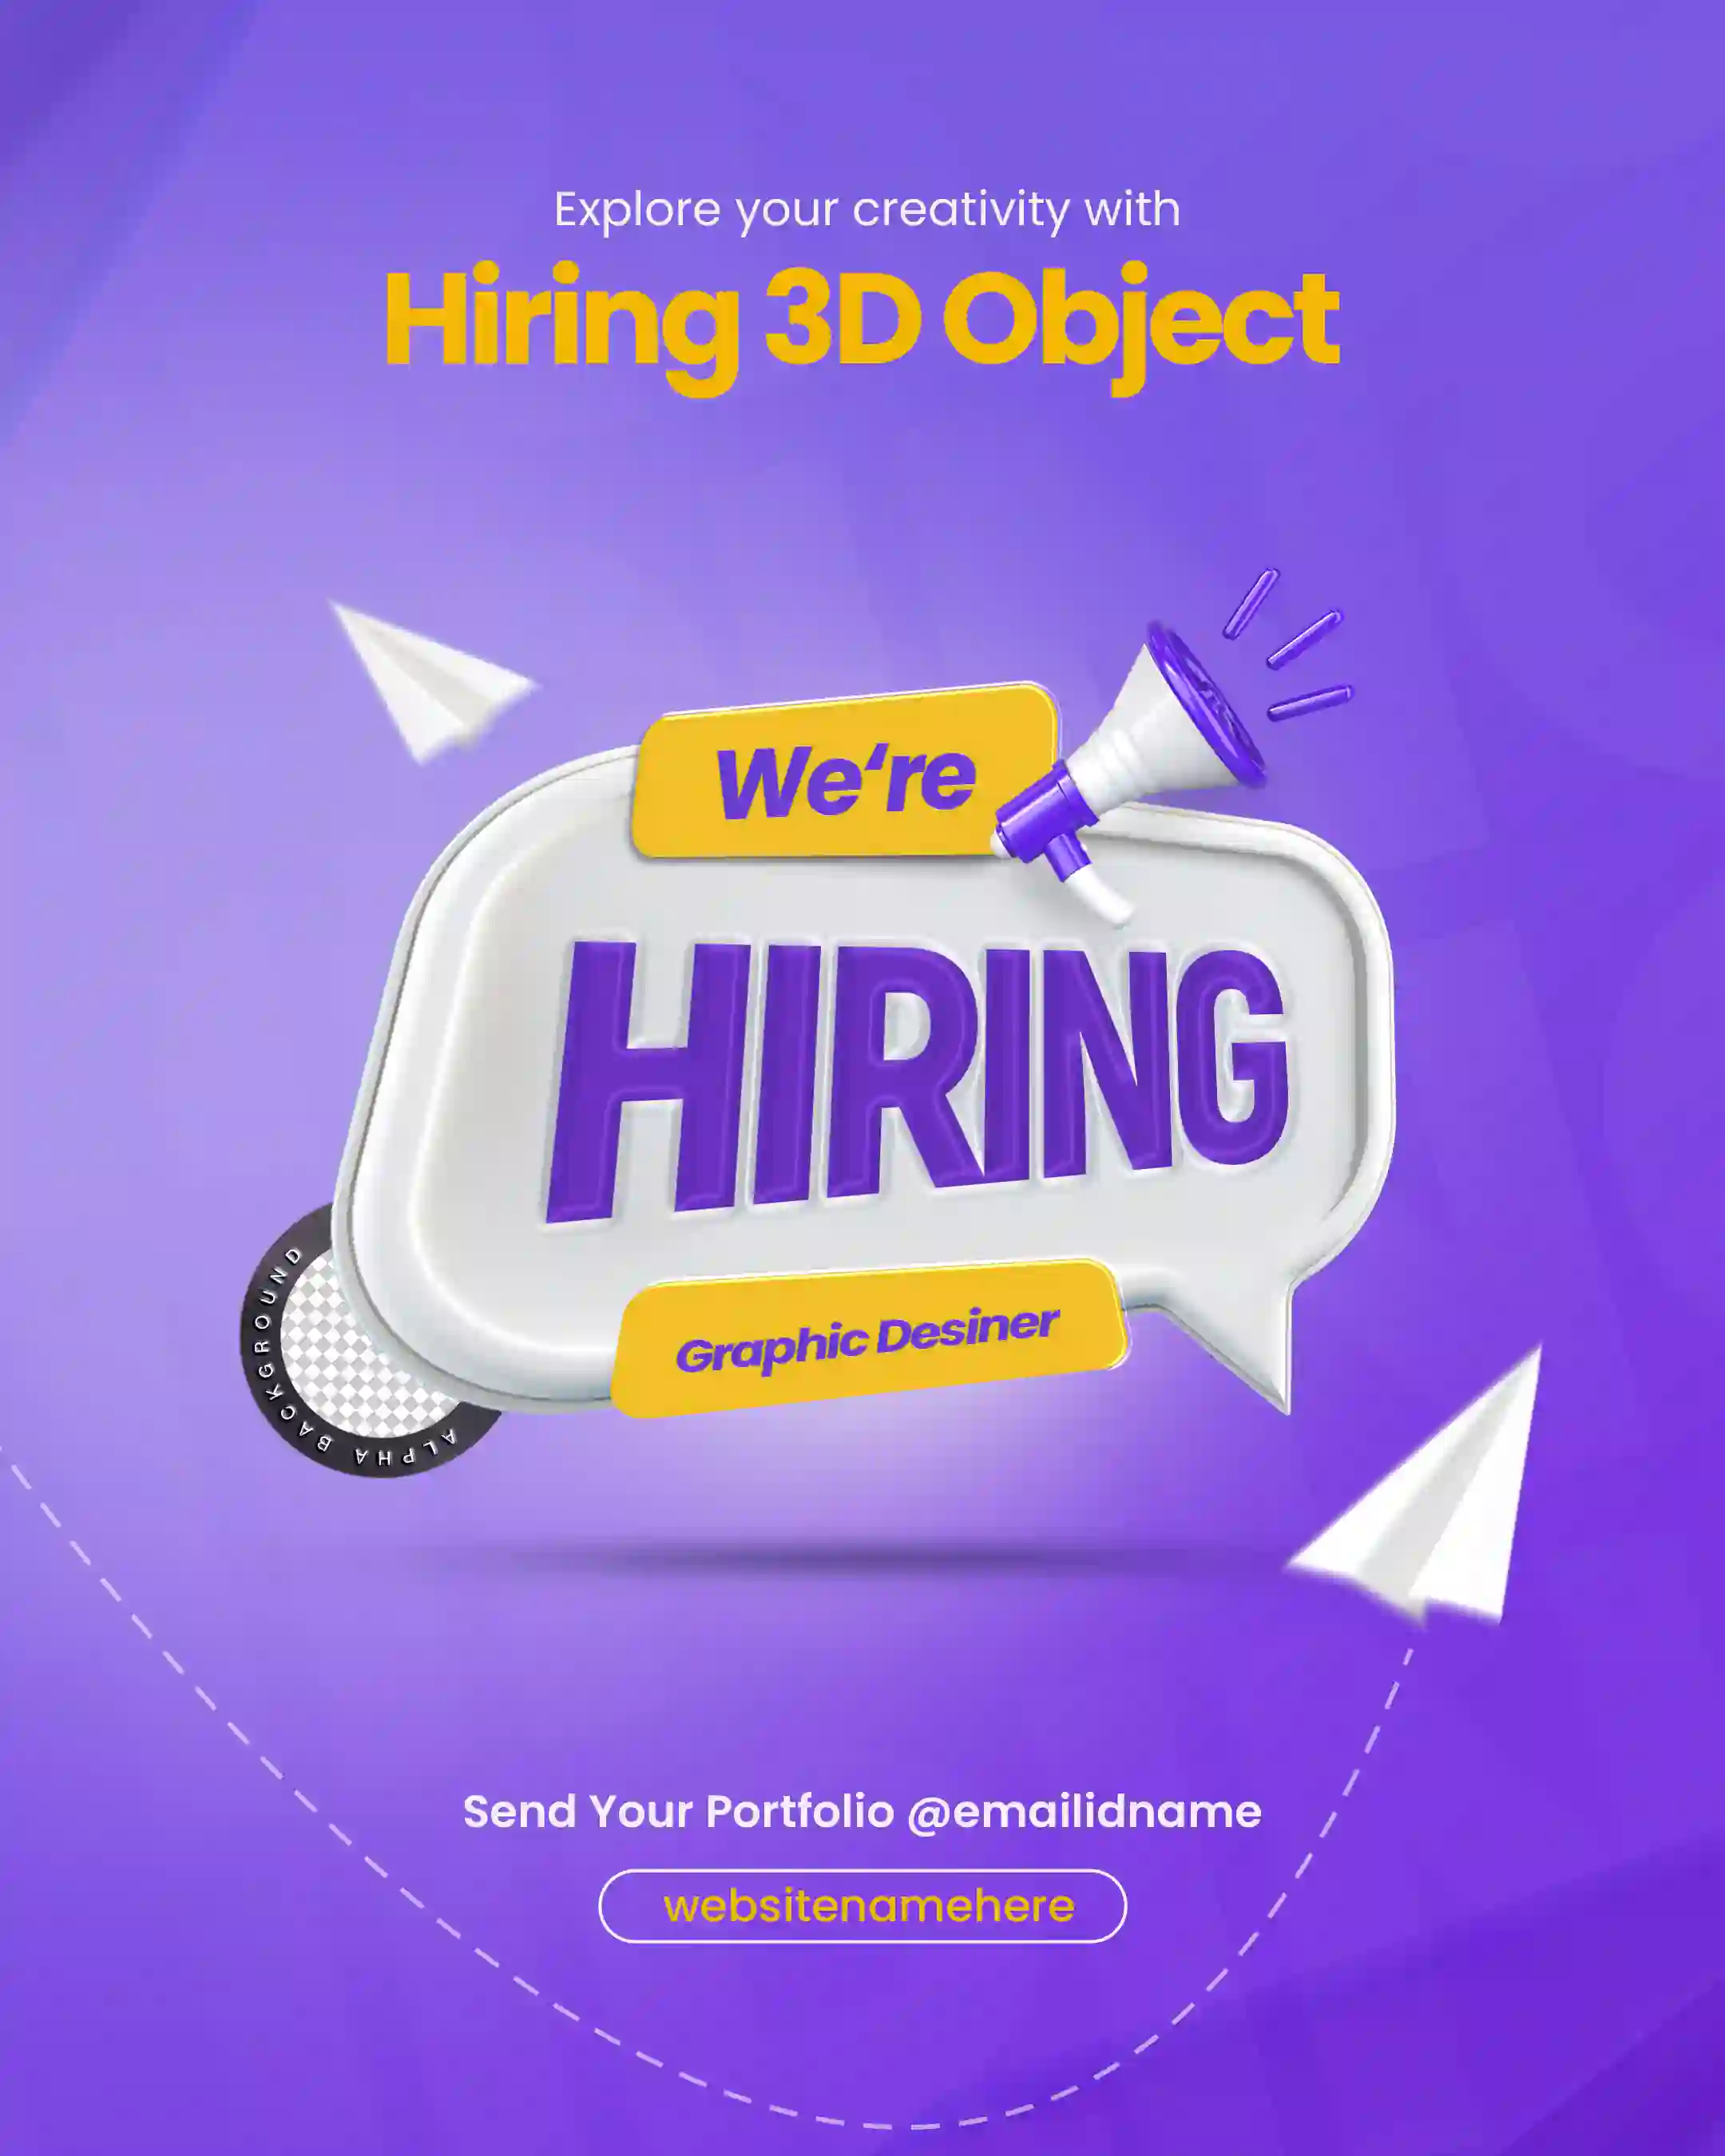 Explore your creativity with
Hiring 3D Object
We‘re
HIRING
Graphic Desiner
ALPHA BACKGROUND
Send Your Portfolio @emailidname
websitenamehere